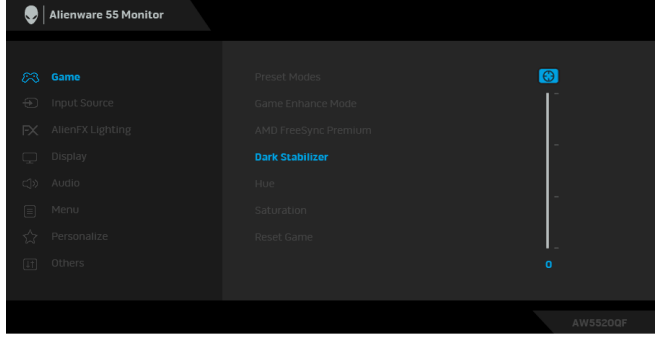 Alienware 55 Monitor
Game
Input Source
AlienFX Lighting
Display
Audio
Menu
Personalize
Others
Preset Modes
Game Enhance Mode
AMD FreeSync Premium
Dark Stabilizer
Hue
Saturation
Reset Game
0
AW5520QF